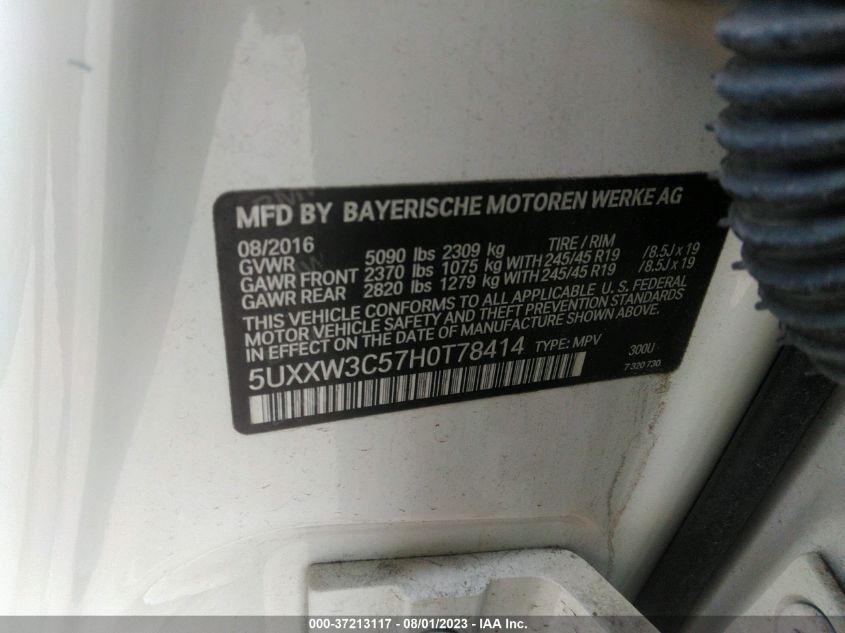 MFD BY BAYERISCHE MOTOREN WERKE AG
08/2016 TIRE / RIM
GVWR 5090 lbs 2309 kg
GAWR FRONT 2370 lbs 1075 kg WITH 245/45 R19 /8.5J x 19
GAWR REAR 2820 lbs 1279 kg WITH 245/45 R19 /8.5J x 19
THIS VEHICLE CONFORMS TO ALL APPLICABLE U.S. FEDERAL
MOTOR VEHICLE SAFETY AND THEFT PREVENTION STANDARDS
IN EFFECT ON THE DATE OF MANUFACTURE SHOWN ABOVE.
5UXXW3C57H0T78414 TYPE: MPV 300U
7 320 730
000-37213117 - 08/01/2023 - IAA Inc.